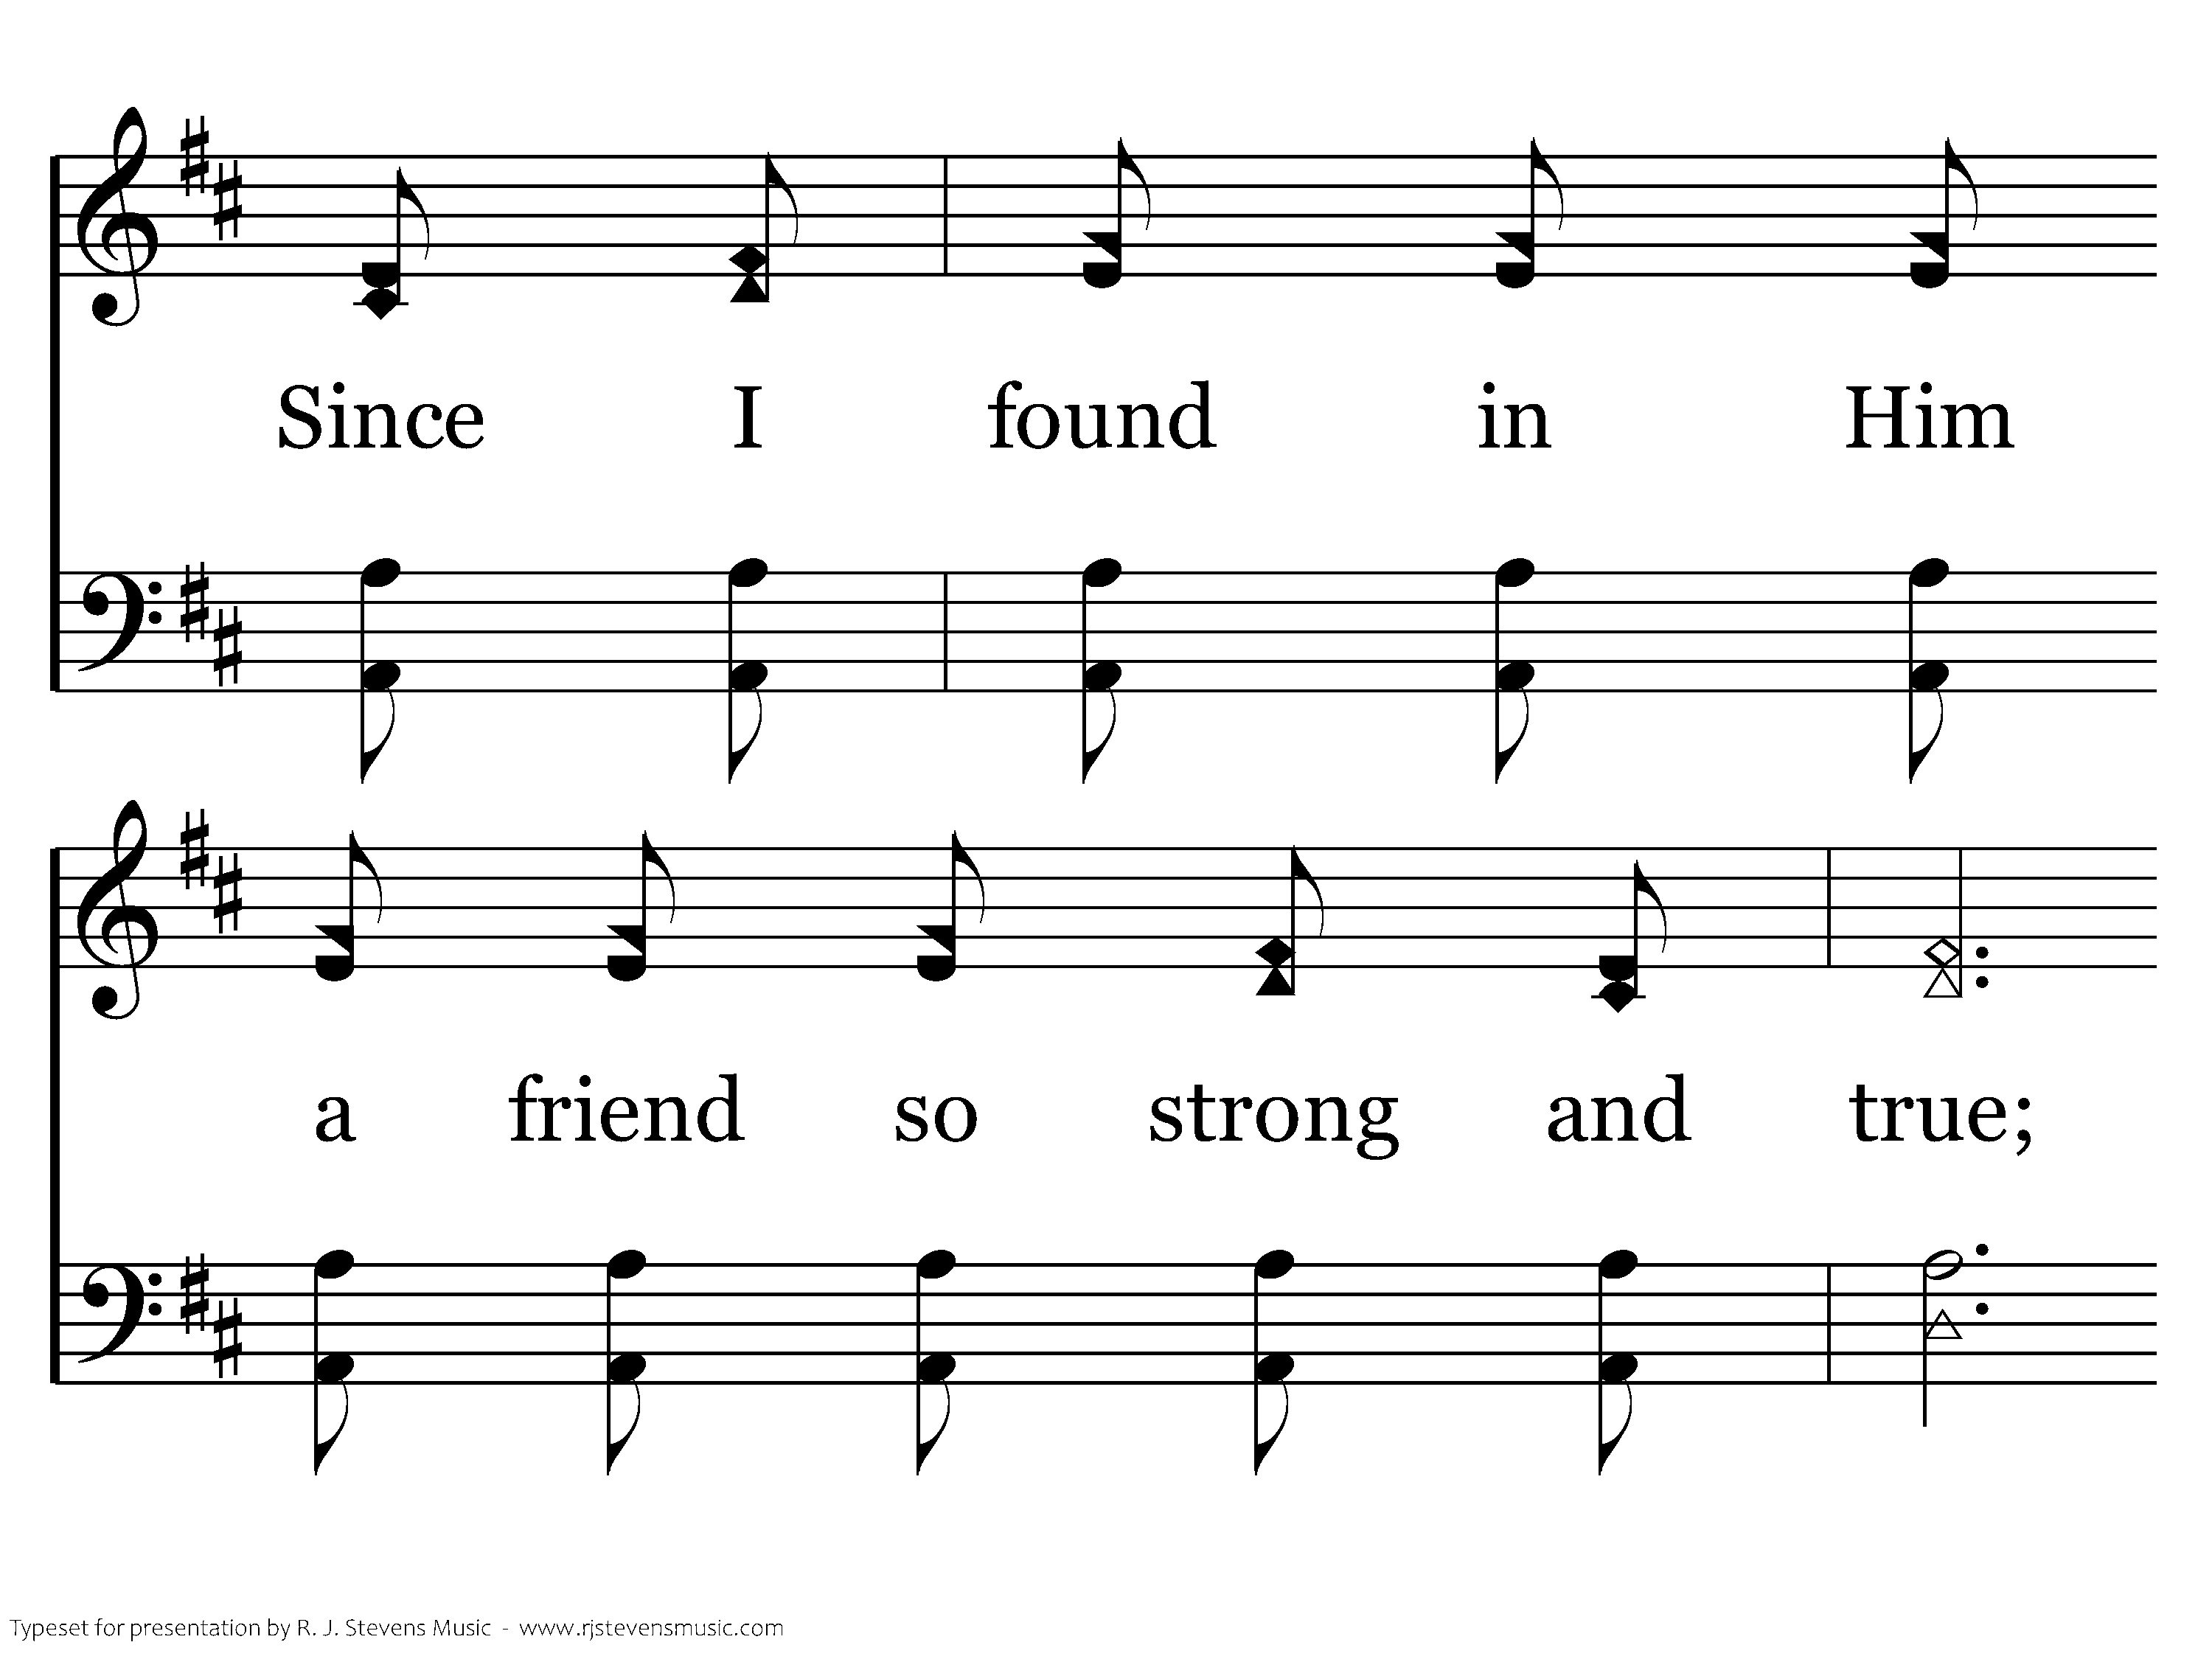 Since I found in Him
a friend so strong and true;
Typeset for presentation by R. J. Stevens Music - www.rjstevensmusic.com